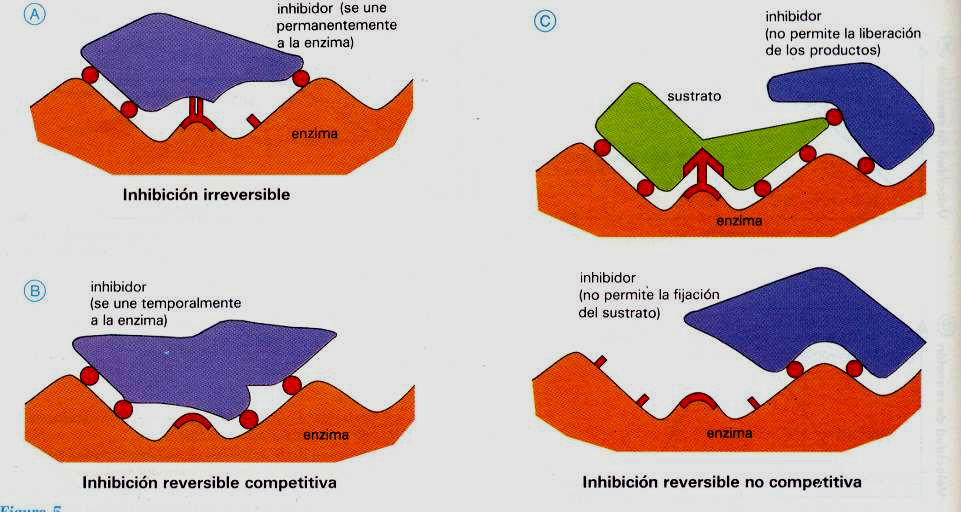 A
inhibidor (se une
permanentemente
a la enzima)
enzima
Inhibición irreversible
B
inhibidor
(se une temporalmente
a la enzima)
enzima
Inhibición reversible competitiva
C
inhibidor
(no permite la liberación
de los productos)
sustrato
enzima
inhibidor
(no permite la fijación
del sustrato)
enzima
Inhibición reversible no competitiva
Figura 5